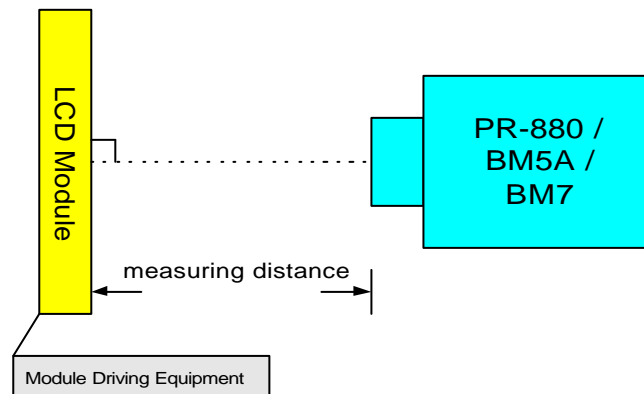 LCD Module
PR-880 /
BM5A /
BM7
measuring distance
Module Driving Equipment